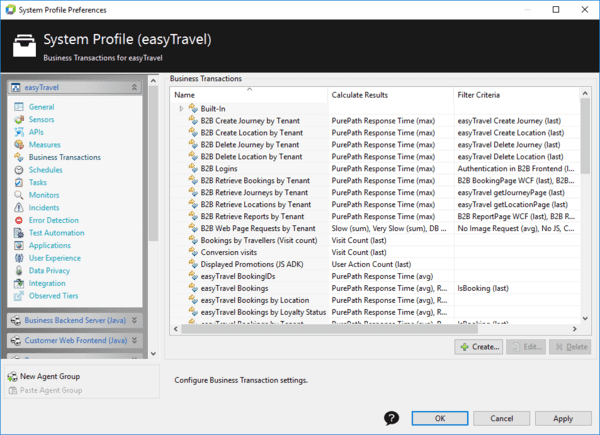 System Profile Preferences
System Profile (easyTravel)
Business Transactions for easyTravel
easyTravel
General
Sensors
APIs
Measures
Business Transactions
Schedules
Tasks
Monitors
Incidents
Error Detection
Test Automation
Applications
User Experience
Data Privacy
Integration
Observed Tiers
Business Backend Server (Java)
Customer Web Frontend (Java)
New Agent Group
Paste Agent Group
Business Transactions
Name Calculate Results Filter Criteria
Built-In
B2B Create Journey by Tenant PurePath Response Time (max) easyTravel Create Journey (last)
B2B Create Location by Tenant PurePath Response Time (max) easyTravel Create Location (last)
B2B Delete Journey by Tenant PurePath Response Time (max) easyTravel Delete Journey (last)
B2B Delete Location by Tenant PurePath Response Time (max) easyTravel Delete Location (last)
B2B Logins PurePath Response Time (max) Authentication in B2B Frontend (l...
B2B Retrieve Bookings by Tenant PurePath Response Time (max) B2B BookingPage WCF (last), B2B...
B2B Retrieve Journeys by Tenant PurePath Response Time (max) easyTravel getJourneyPage (last)
B2B Retrieve Locations by Tenant PurePath Response Time (max) easyTravel getLocationPage (last)
B2B Retrieve Reports by Tenant PurePath Response Time (max) B2B ReportPage WCF (last), B2B R...
B2B Web Page Requests by Tenant Slow (sum), Very Slow (sum), DB ... No Image Request (avg), No JS, C...
Bookings by Travellers (Visit count) Visit Count (last)
Conversion visits Visit Count (last)
Displayed Promotions (JS ADK) User Action Count (last)
easyTravel BookingIDs PurePath Response Time (avg)
easyTravel Bookings PurePath Response Time (avg), R... IsBooking (last)
easyTravel Bookings by Location PurePath Response Time (avg), R...
easyTravel Bookings by Loyalty Status PurePath Response Time (avg), R...
easyTravel Bookings by Tenant PurePath Response Time (avg), R... IsBooking (last)
Create... Edit... Delete
Configure Business Transaction settings.
? OK Cancel Apply